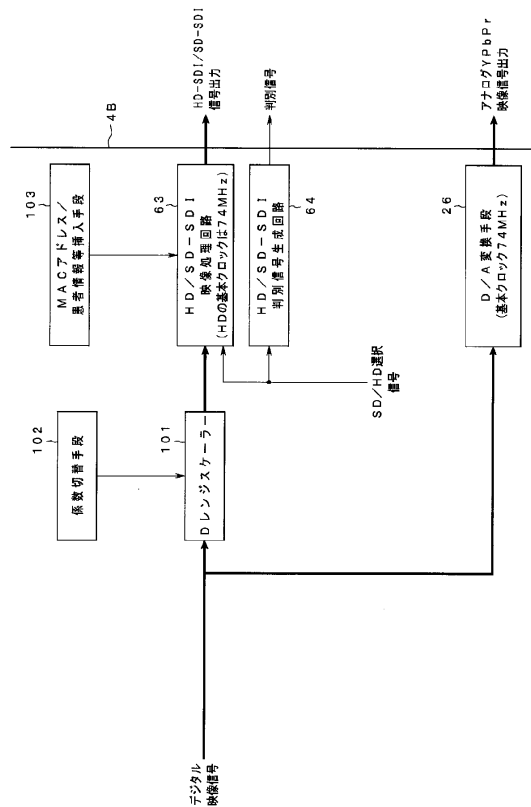 103
MACアドレス/
患者情報等挿入手段
4B
102
係数切替手段
63
HD/SD-SDI
映像処理回路
(HDの基本クロックは74MHz)
HD-SDI/SD-SDI
信号出力
101
Dレンジスケーラー
HD/SD-SDI
判別信号生成回路
64
判別信号
SD/HD選択
信号
デジタル
映像信号
26
D/A変換手段
(基本クロック74MHz)
アナログYPbPr
映像信号出力